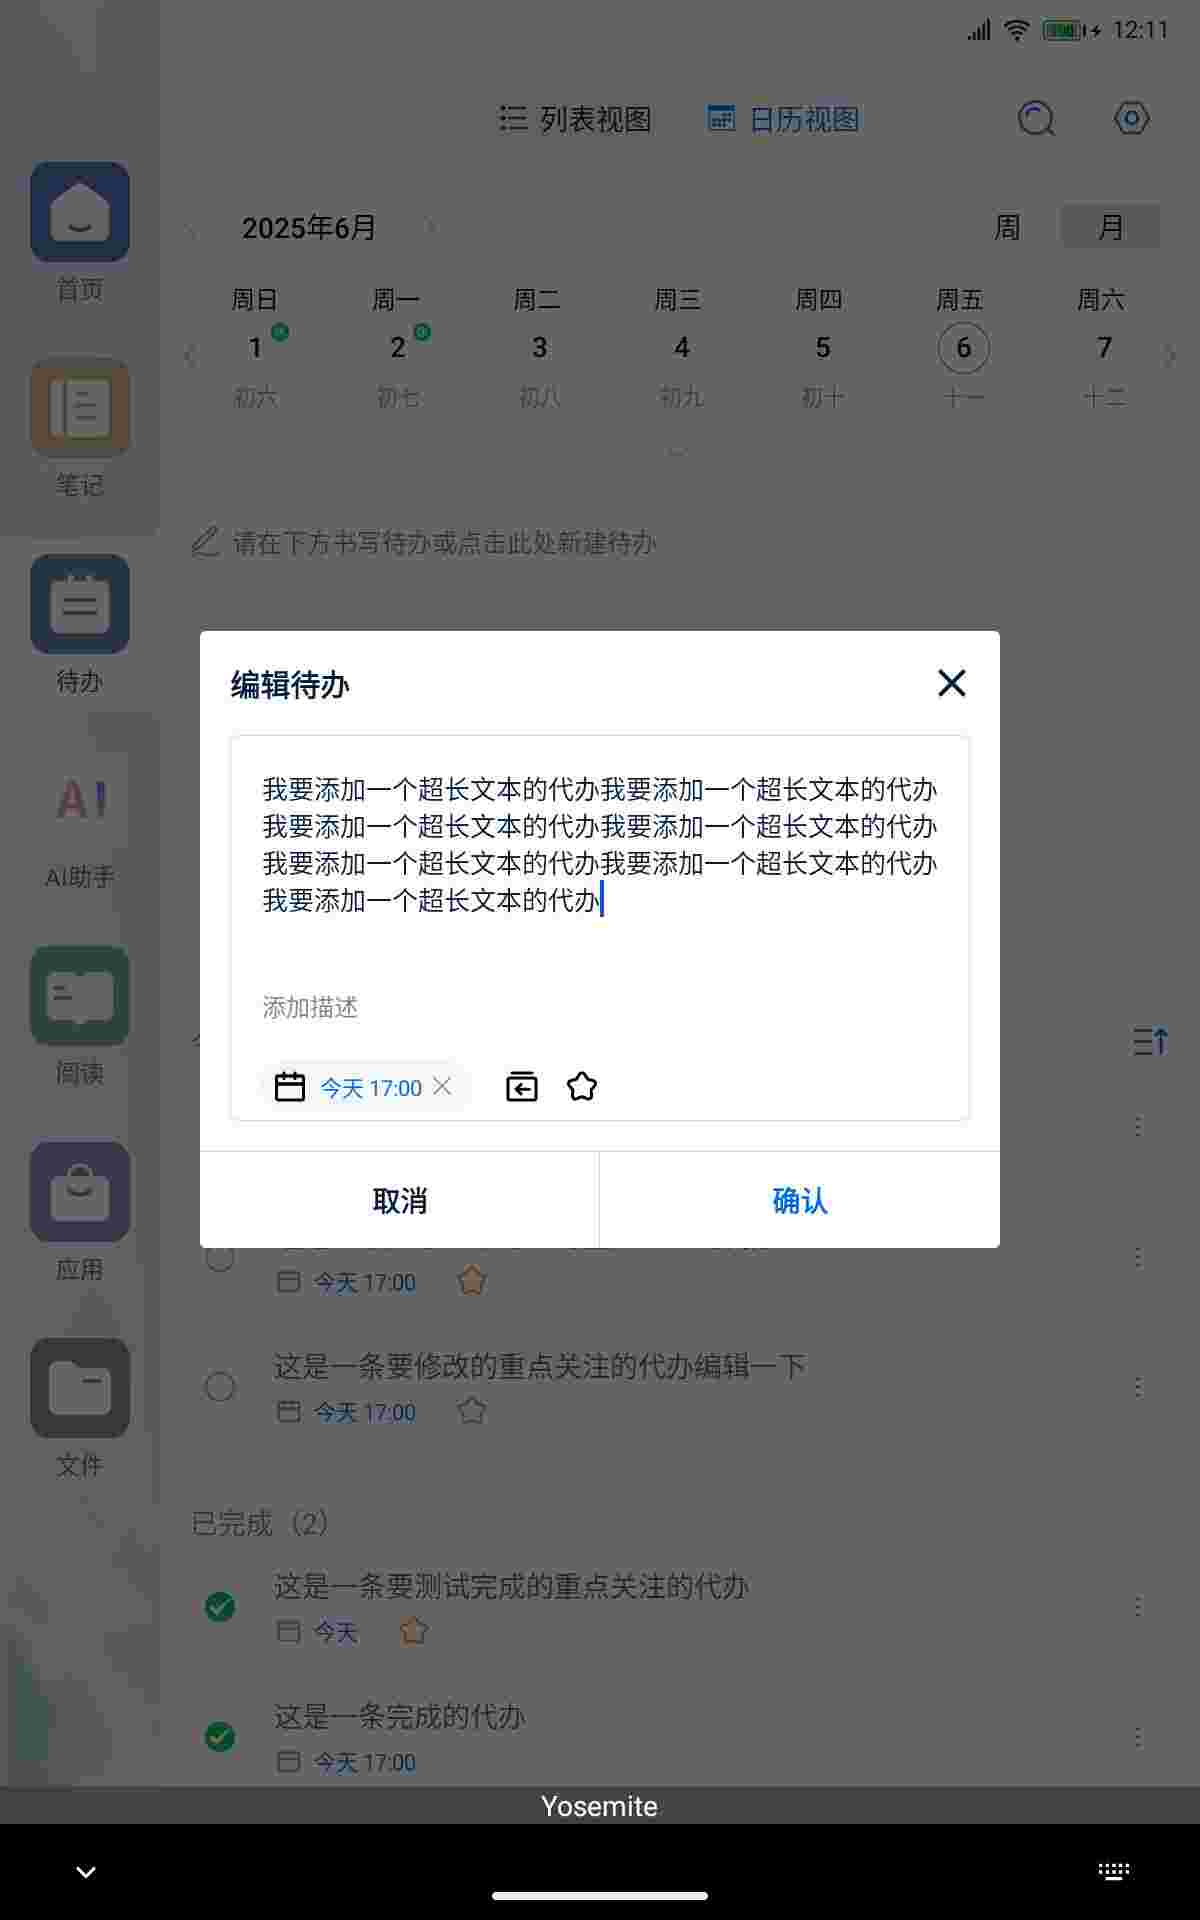 12:11
列表视图
日历视图
2025年6月
周
月
周日 周一 周二 周三 周四 周五 周六
1 2 3 4 5 6 7
初六 初七 初八 初九 初十 十一 十二
请在下方书写待办或点击此处新建待办
首页
笔记
待办
AI
AI助手
阅读
应用
文件
编辑待办
我要添加一个超长文本的代办我要添加一个超长文本的代办
我要添加一个超长文本的代办我要添加一个超长文本的代办
我要添加一个超长文本的代办我要添加一个超长文本的代办
我要添加一个超长文本的代办
添加描述
今天 17:00
取消
确认
今天 17:00
这是一条要修改的重点关注的代办编辑一下
今天 17:00
已完成（2）
这是一条要测试完成的重点关注的代办
今天
这是一条完成的代办
今天 17:00
Yosemite